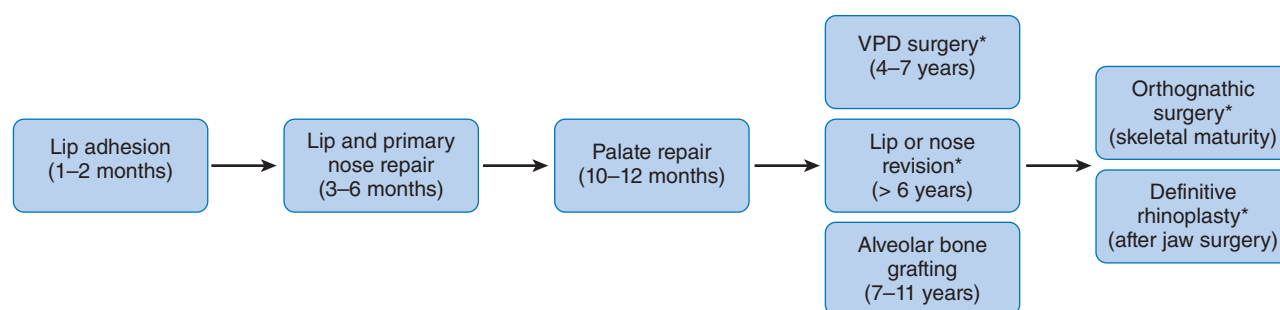 Lip adhesion
(1–2 months)
Lip and primary
nose repair
(3–6 months)
Palate repair
(10–12 months)
VPD surgery*
(4–7 years)
Lip or nose
revision*
(> 6 years)
Alveolar bone
grafting
(7–11 years)
Orthognathic
surgery*
(skeletal maturity)
Definitive
rhinoplasty*
(after jaw surgery)